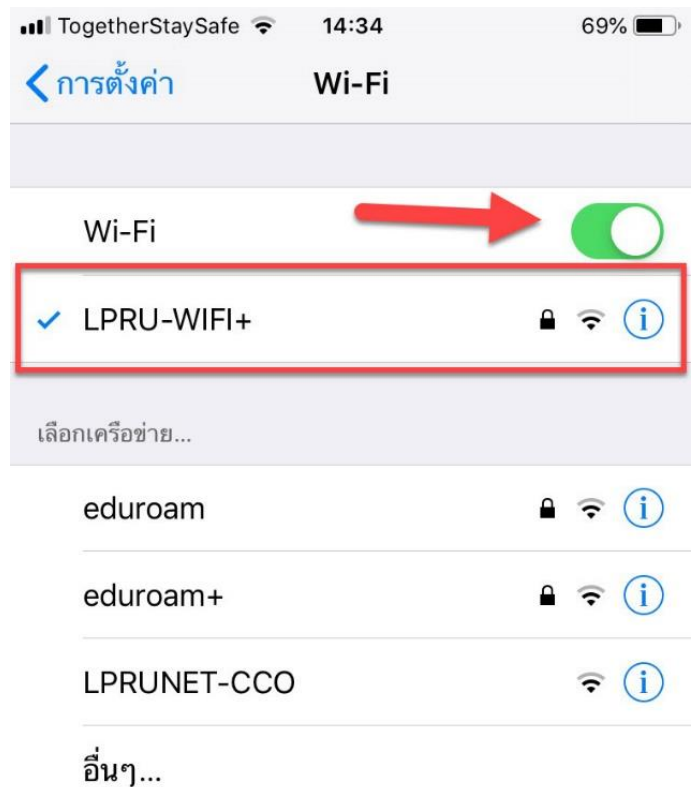 TogetherStaySafe 14:34 69%
การตั้งค่า Wi-Fi
Wi-Fi
LPRU-WIFI+
เลือกเครือข่าย...
eduroam
eduroam+
LPRUNET-CCO
อื่นๆ...